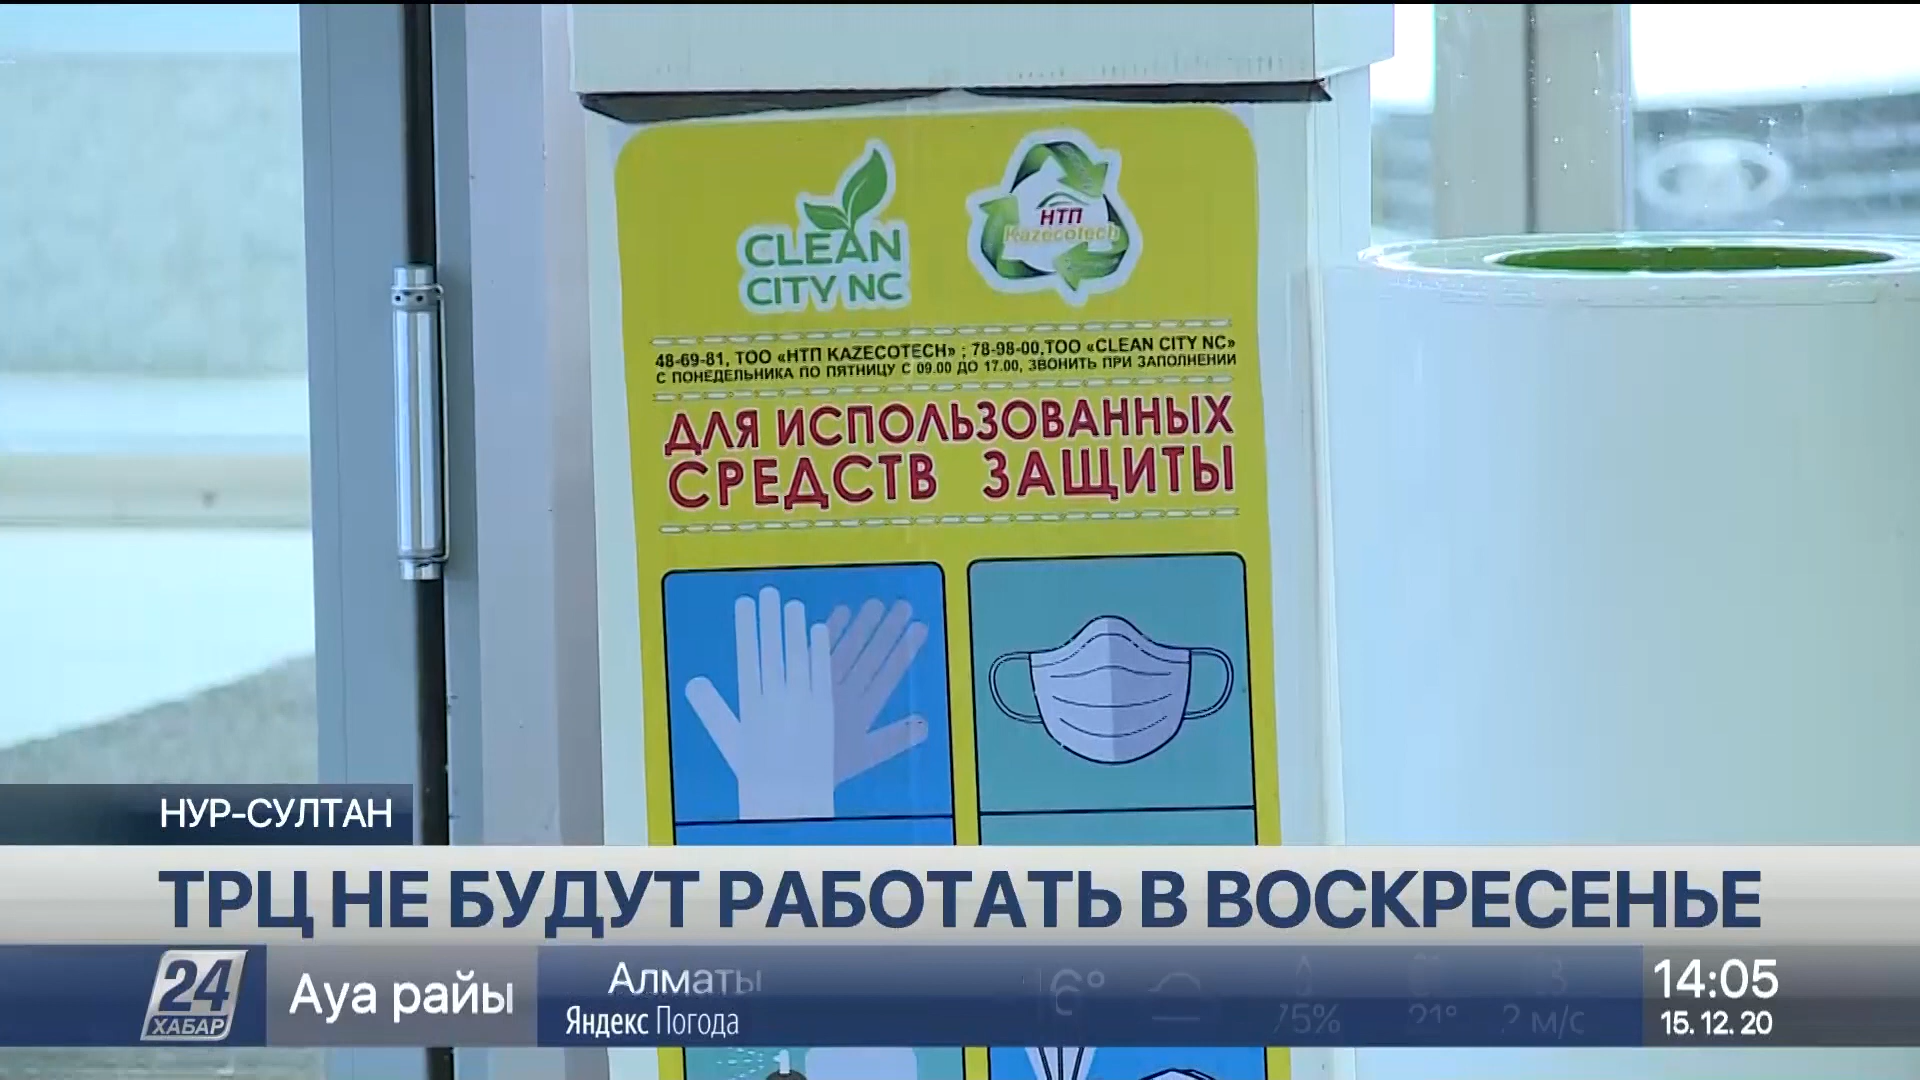 CLEAN
CITY NC
НТП
Kazecotech
48-69-81, ТОО «НТП KAZECOTECH» ; 78-98-00,ТОО «CLEAN CITY NC»
С ПОНЕДЕЛЬНИКА ПО ПЯТНИЦУ С 09.00 ДО 17.00, ЗВОНИТЬ ПРИ ЗАПОЛНЕНИИ
ДЛЯ ИСПОЛЬЗОВАННЫХ
СРЕДСТВ ЗАЩИТЫ
НУР-СУЛТАН
ТРЦ НЕ БУДУТ РАБОТАТЬ В ВОСКРЕСЕНЬЕ
24
ХАБАР
Ауа райы
Алматы
Яндекс Погода
75%
2 м/с
14:05
15.12.20